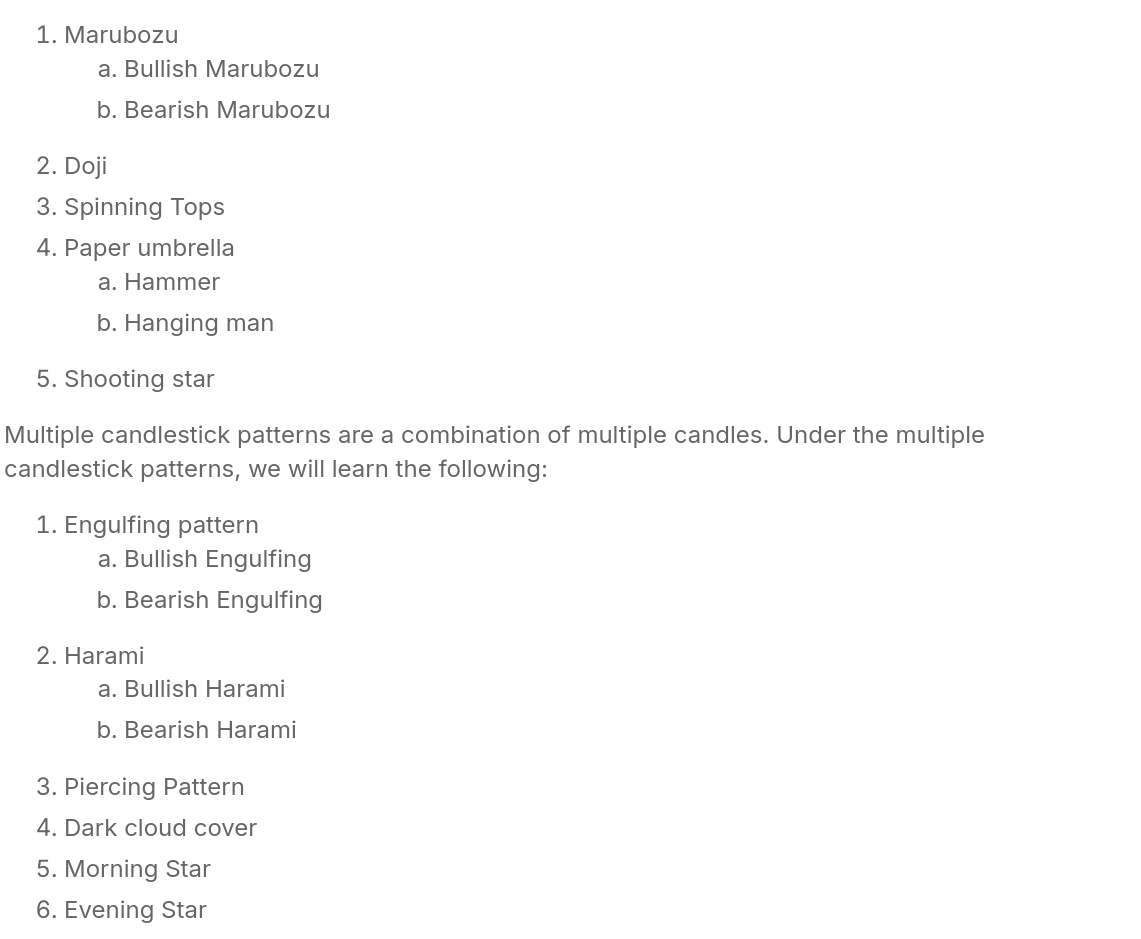 1. Marubozu
a. Bullish Marubozu
b. Bearish Marubozu
2. Doji
3. Spinning Tops
4. Paper umbrella
a. Hammer
b. Hanging man
5. Shooting star
Multiple candlestick patterns are a combination of multiple candles. Under the multiple
candlestick patterns, we will learn the following:
1. Engulfing pattern
a. Bullish Engulfing
b. Bearish Engulfing
2. Harami
a. Bullish Harami
b. Bearish Harami
3. Piercing Pattern
4. Dark cloud cover
5. Morning Star
6. Evening Star